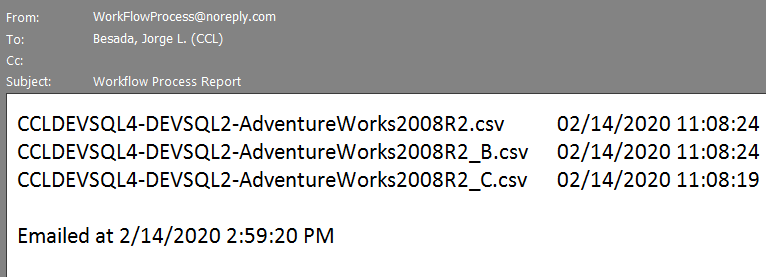 From: WorkFlowProcess@noreply.com
To: Besada, Jorge L. (CCL)
Cc:
Subject: Workflow Process Report
CCLDEVSQL4-DEVSQL2-AdventureWorks2008R2.csv 02/14/2020 11:08:24
CCLDEVSQL4-DEVSQL2-AdventureWorks2008R2_B.csv 02/14/2020 11:08:24
CCLDEVSQL4-DEVSQL2-AdventureWorks2008R2_C.csv 02/14/2020 11:08:19
Emailed at 2/14/2020 2:59:20 PM